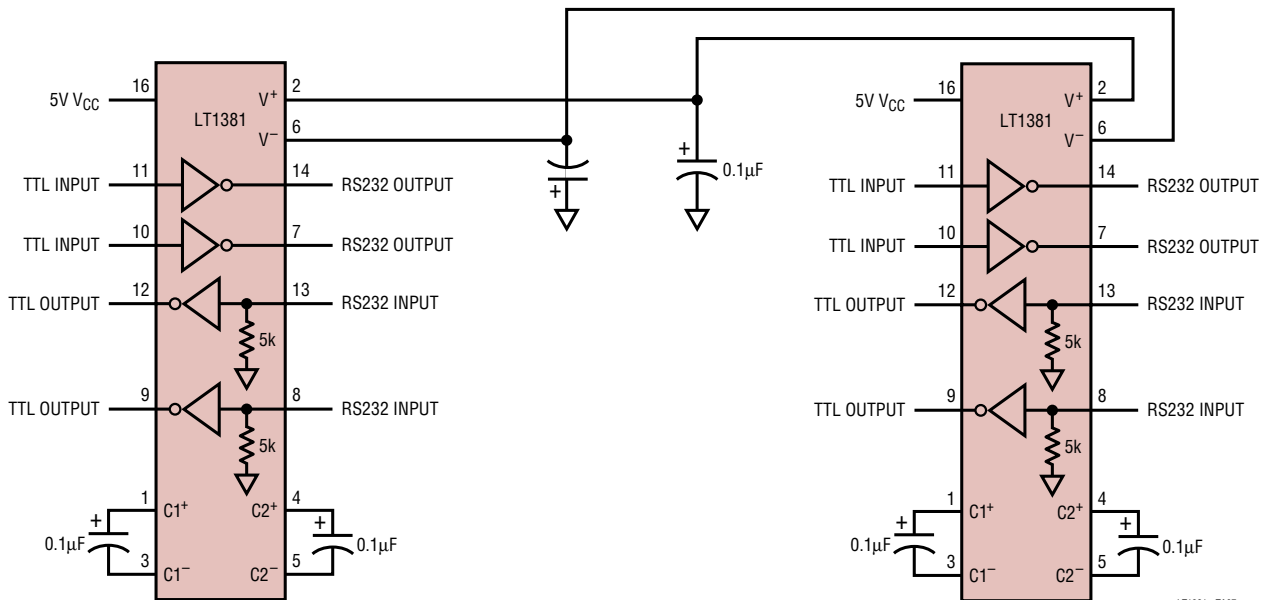 16
5V VCC
LT1381
V+
2
V−
6
11
TTL INPUT
14
RS232 OUTPUT
10
TTL INPUT
7
RS232 OUTPUT
12
TTL OUTPUT
13
RS232 INPUT
5k
9
TTL OUTPUT
8
RS232 INPUT
5k
1
C1+
C2+
4
+
0.1µF
+
0.1µF
3
C1−
C2−
5
+
+
0.1µF
16
5V VCC
LT1381
V+
2
V−
6
11
TTL INPUT
14
RS232 OUTPUT
10
TTL INPUT
7
RS232 OUTPUT
12
TTL OUTPUT
13
RS232 INPUT
5k
9
TTL OUTPUT
8
RS232 INPUT
5k
1
C1+
C2+
4
+
0.1µF
+
0.1µF
3
C1−
C2−
5